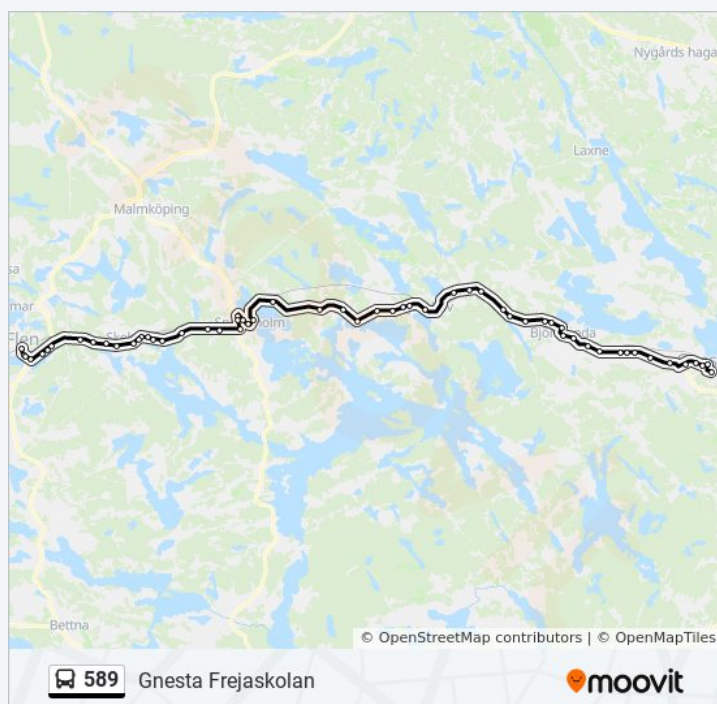 Nygårds haga
Laxne
Malmköping
Flen
Bettna
© OpenStreetMap contributors | © OpenMapTiles
589 Gnesta Frejaskolan
moovit